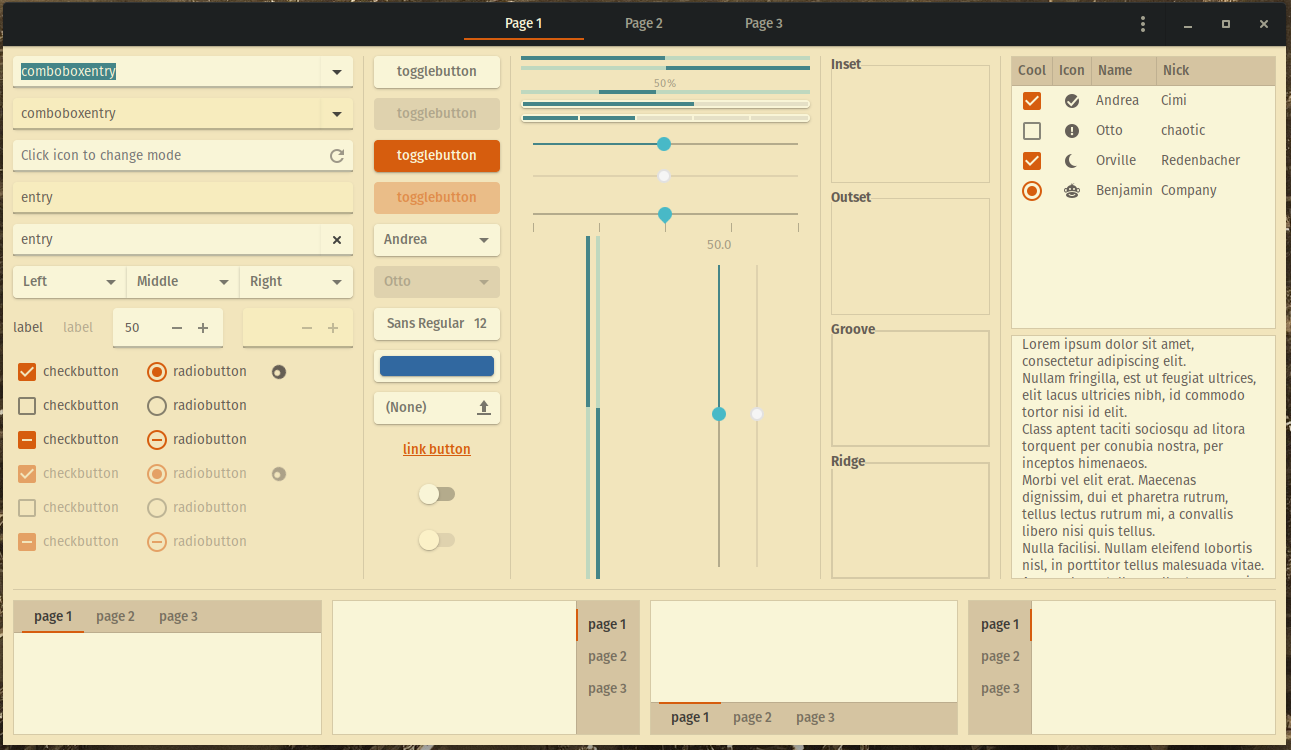 Page 1
Page 2
Page 3
comboboxentry
comboboxentry
Click icon to change mode
entry
entry
Left
Middle
Right
label
label
50
checkbutton
radiobutton
checkbutton
radiobutton
checkbutton
radiobutton
checkbutton
radiobutton
checkbutton
radiobutton
checkbutton
radiobutton
togglebutton
togglebutton
togglebutton
togglebutton
Andrea
Otto
Sans Regular 12
(None)
link button
50%
50.0
Inset
Outset
Groove
Ridge
Cool Icon Name Nick
Andrea Cimi
Otto chaotic
Orville Redenbacher
Benjamin Company
Lorem ipsum dolor sit amet,
consectetur adipiscing elit.
Nullam fringilla, est ut feugiat ultrices,
elit lacus ultricies nibh, id commodo
tortor nisi id elit.
Class aptent taciti sociosqu ad litora
torquent per conubia nostra, per
inceptos himenaeos.
Morbi vel elit erat. Maecenas
dignissim, dui et pharetra rutrum,
tellus lectus rutrum mi, a convallis
libero nisi quis tellus.
Nulla facilisi. Nullam eleifend lobortis
nisl, in porttitor tellus malesuada vitae.
page 1
page 2
page 3
page 1
page 2
page 3
page 1
page 2
page 3
page 1
page 2
page 3